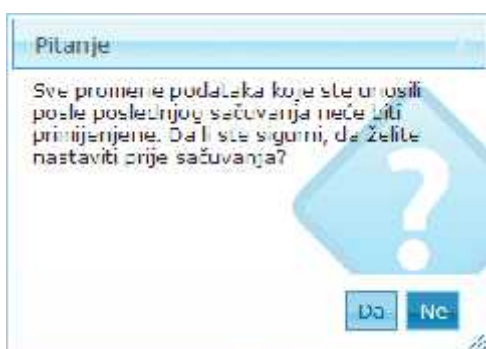 Pitanje
Sve promene podataka koje ste unosili
posle poslednjog sačuvanja neće biti
primijenjene. Da li ste sigurni, da želite
nastaviti prije sačuvanja?
Da Ne